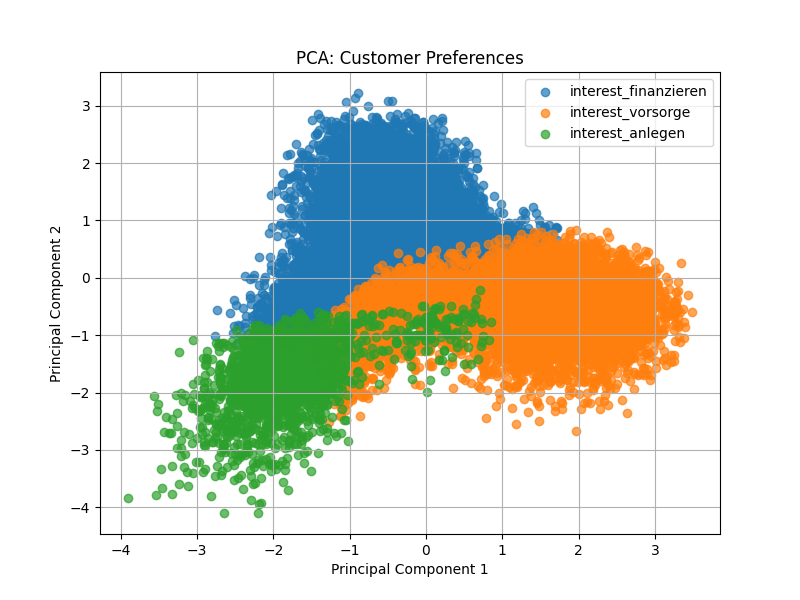 PCA: Customer Preferences
interest_finanzieren
interest_vorsorge
interest_anlegen
Principal Component 2
3
2
1
0
−1
−2
−3
−4
−4
−3
−2
−1
0
1
2
3
Principal Component 1